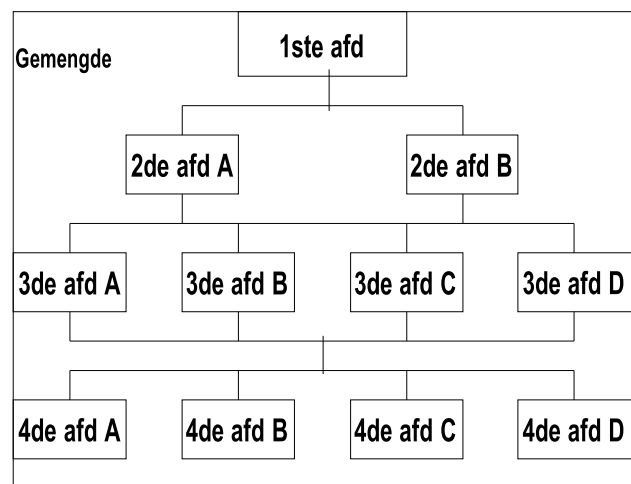 1ste afd
Gemengde
2de afd A
2de afd B
3de afd A
3de afd B
3de afd C
3de afd D
4de afd A
4de afd B
4de afd C
4de afd D